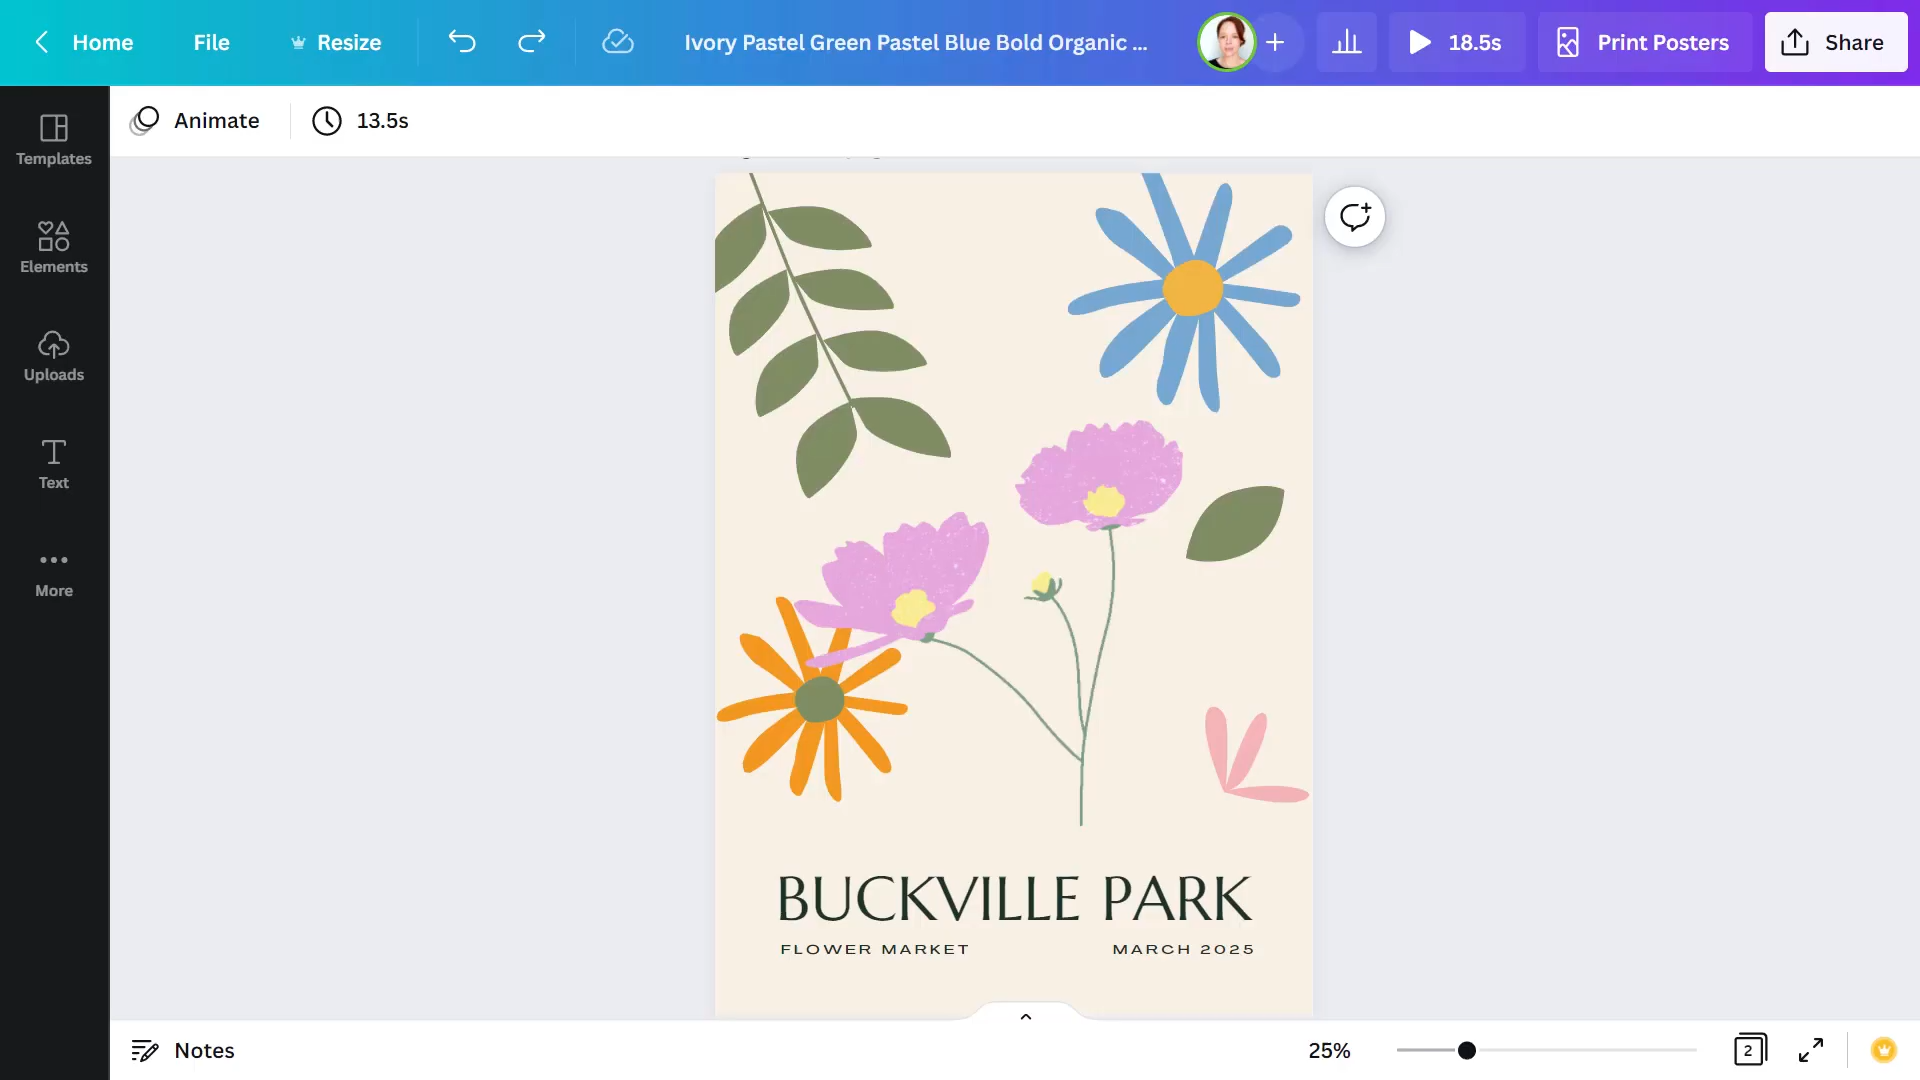 Home File Resize Ivory Pastel Green Pastel Blue Bold Organic ... 18.5s Print Posters Share
Animate 13.5s
Templates
Elements
Uploads
Text
More
BUCKVILLE PARK
FLOWER MARKET MARCH 2025
Notes 25% 2